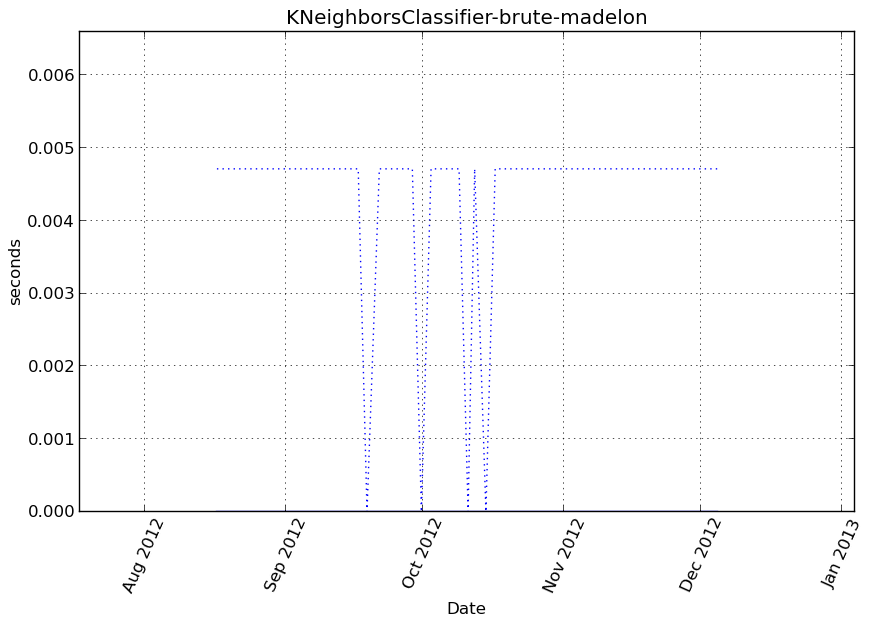 KNeighborsClassifier-brute-madelon
0.006
0.005
0.004
0.003
0.002
0.001
0.000
seconds
Aug 2012
Sep 2012
Oct 2012
Nov 2012
Dec 2012
Jan 2013
Date